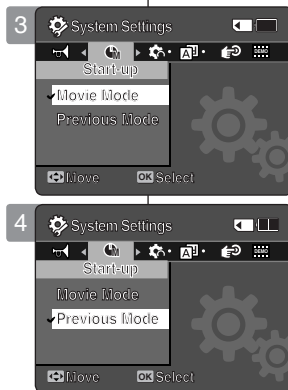 3
System Settings
Start-up
Movie Mode
Previous Mode
Move OK Select
4
System Settings
Start-up
Movie Mode
Previous Mode
Move OK Select